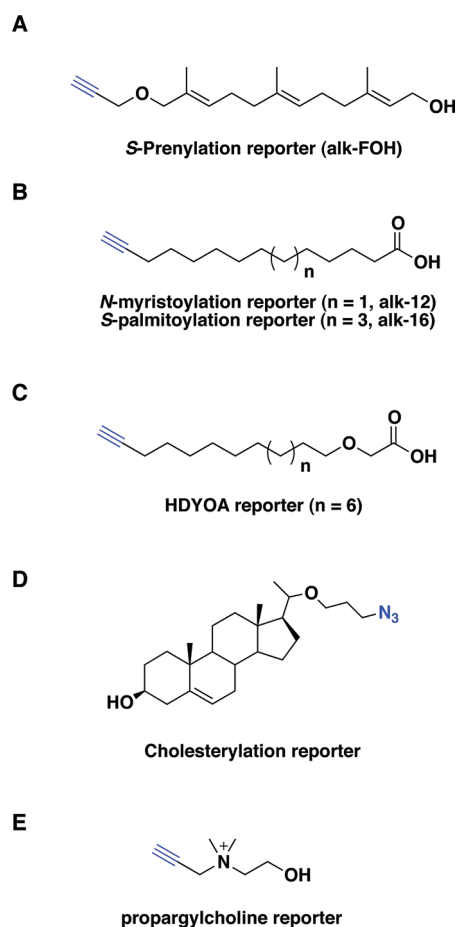 A
O
OH
S-Prenylation reporter (alk-FOH)
B
O
OH
n
N-myristoylation reporter (n = 1, alk-12)
S-palmitoylation reporter (n = 3, alk-16)
C
O
O
OH
n
HDYOA reporter (n = 6)
D
O
N3
HO
Cholesterylation reporter
E
+
N
OH
propargylcholine reporter